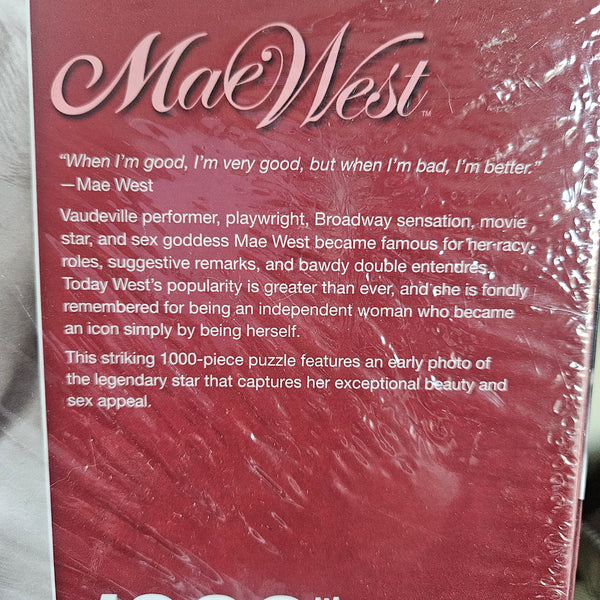 Mae West™
“When I’m good, I’m very good, but when I’m bad, I’m better.”
—Mae West
Vaudeville performer, playwright, Broadway sensation, movie
star, and sex goddess Mae West became famous for her racy
roles, suggestive remarks, and bawdy double entendres.
Today West’s popularity is greater than ever, and she is fondly
remembered for being an independent woman who became
an icon simply by being herself.
This striking 1000-piece puzzle features an early photo of
the legendary star that captures her exceptional beauty and
sex appeal.